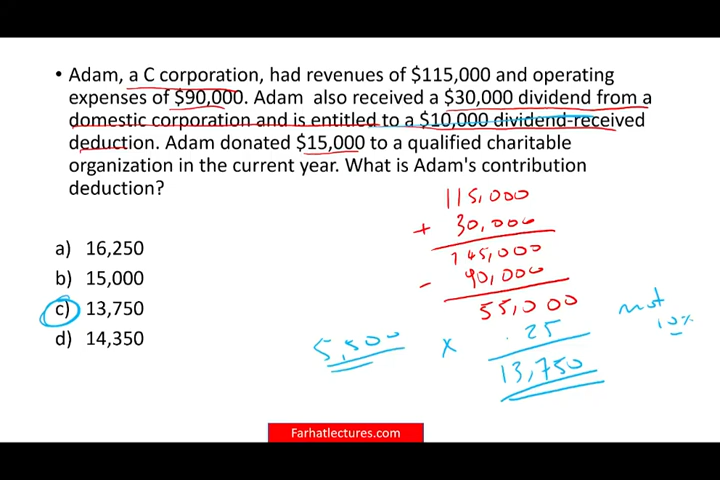 • Adam, a C corporation, had revenues of $115,000 and operating
expenses of $90,000. Adam also received a $30,000 dividend from a
domestic corporation and is entitled to a $10,000 dividend-received
deduction. Adam donated $15,000 to a qualified charitable
organization in the current year. What is Adam's contribution
deduction?
a) 16,250
b) 15,000
c) 13,750
d) 14,350
115,000
+ 30,000
145,000
- 90,000
55,000
x .25
13,750
5,500
not
10%
Farhatlectures.com